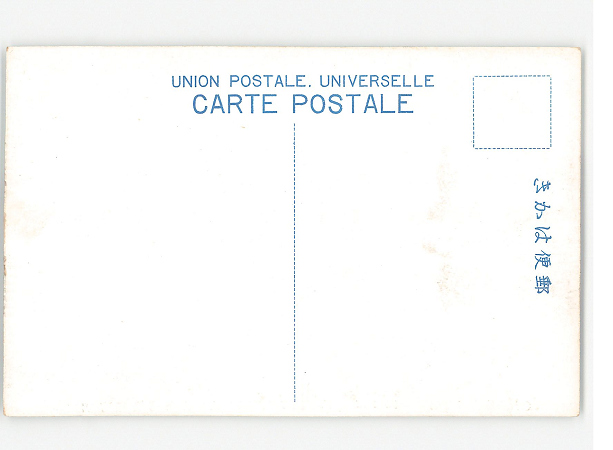 UNION POSTALE. UNIVERSELLE
CARTE POSTALE
郵便はかき